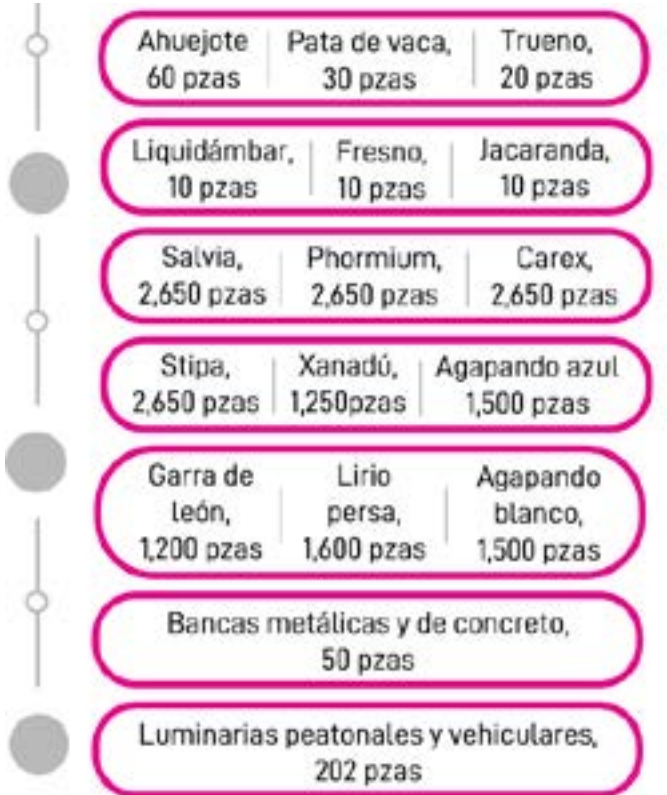 Ahuejote
60 pzas
Pata de vaca,
30 pzas
Trueno,
20 pzas
Liquidámbar,
10 pzas
Fresno,
10 pzas
Jacaranda,
10 pzas
Salvia,
2,650 pzas
Phormium,
2,650 pzas
Carex,
2,650 pzas
Stipa,
2,650 pzas
Xanadú,
1,250pzas
Agapando azul
1,500 pzas
Garra de
león,
1,200 pzas
Lirio
persa,
1,600 pzas
Agapando
blanco,
1,500 pzas
Bancas metálicas y de concreto,
50 pzas
Luminarias peatonales y vehiculares,
202 pzas